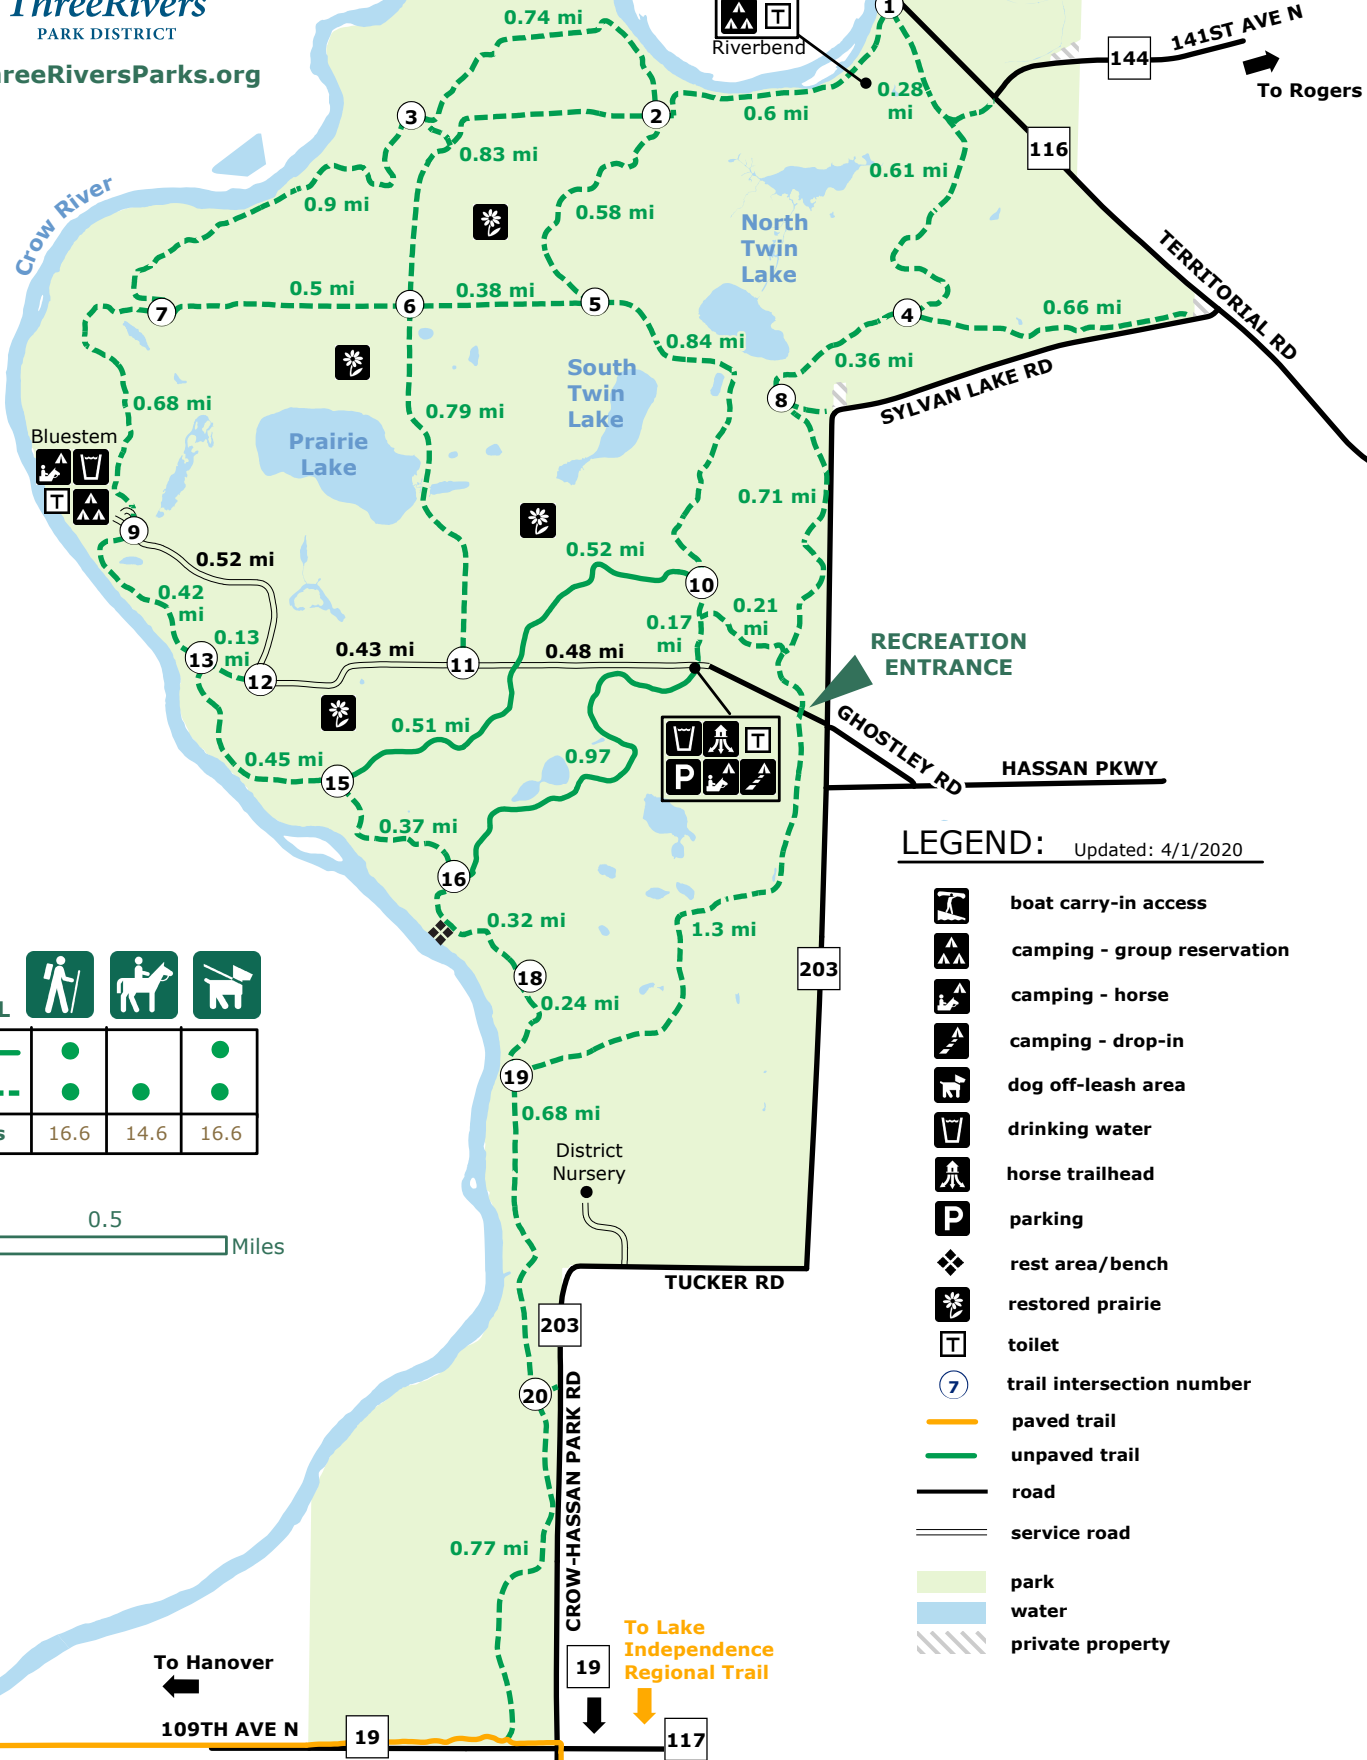 ThreeRivers
PARK DISTRICT
reeRiversParks.org
Riverbend
1
0.74 mi
0.28
mi
0.6 mi
144
141ST AVE N
To Rogers
3
2
0.83 mi
116
0.61 mi
Crow River
0.9 mi
0.58 mi
North
Twin
Lake
TERRITORIAL RD
0.5 mi
0.38 mi
7
6
5
4
0.66 mi
0.84 mi
0.36 mi
South
Twin
Lake
SYLVAN LAKE RD
8
0.68 mi
0.79 mi
Bluestem
T
Prairie
Lake
0.71 mi
9
0.52 mi
0.52 mi
10
0.42
mi
0.13
mi
0.17
mi
0.21
mi
13
12
0.43 mi
11
0.48 mi
RECREATION
ENTRANCE
0.51 mi
0.45 mi
15
0.97
T
P
GHOSTLEY RD
HASSAN PKWY
0.37 mi
16
0.32 mi
1.3 mi
18
0.24 mi
203
19
0.68 mi
District
Nursery
TUCKER RD
203
20
CROW-HASSAN PARK RD
0.77 mi
To Lake
Independence
Regional Trail
19
To Hanover
109TH AVE N
19
117
L
s
16.6
14.6
16.6
0.5
Miles
LEGEND:
Updated: 4/1/2020
boat carry-in access
camping - group reservation
camping - horse
camping - drop-in
dog off-leash area
drinking water
horse trailhead
P
parking
rest area/bench
restored prairie
T
toilet
7
trail intersection number
paved trail
unpaved trail
road
service road
park
water
private property